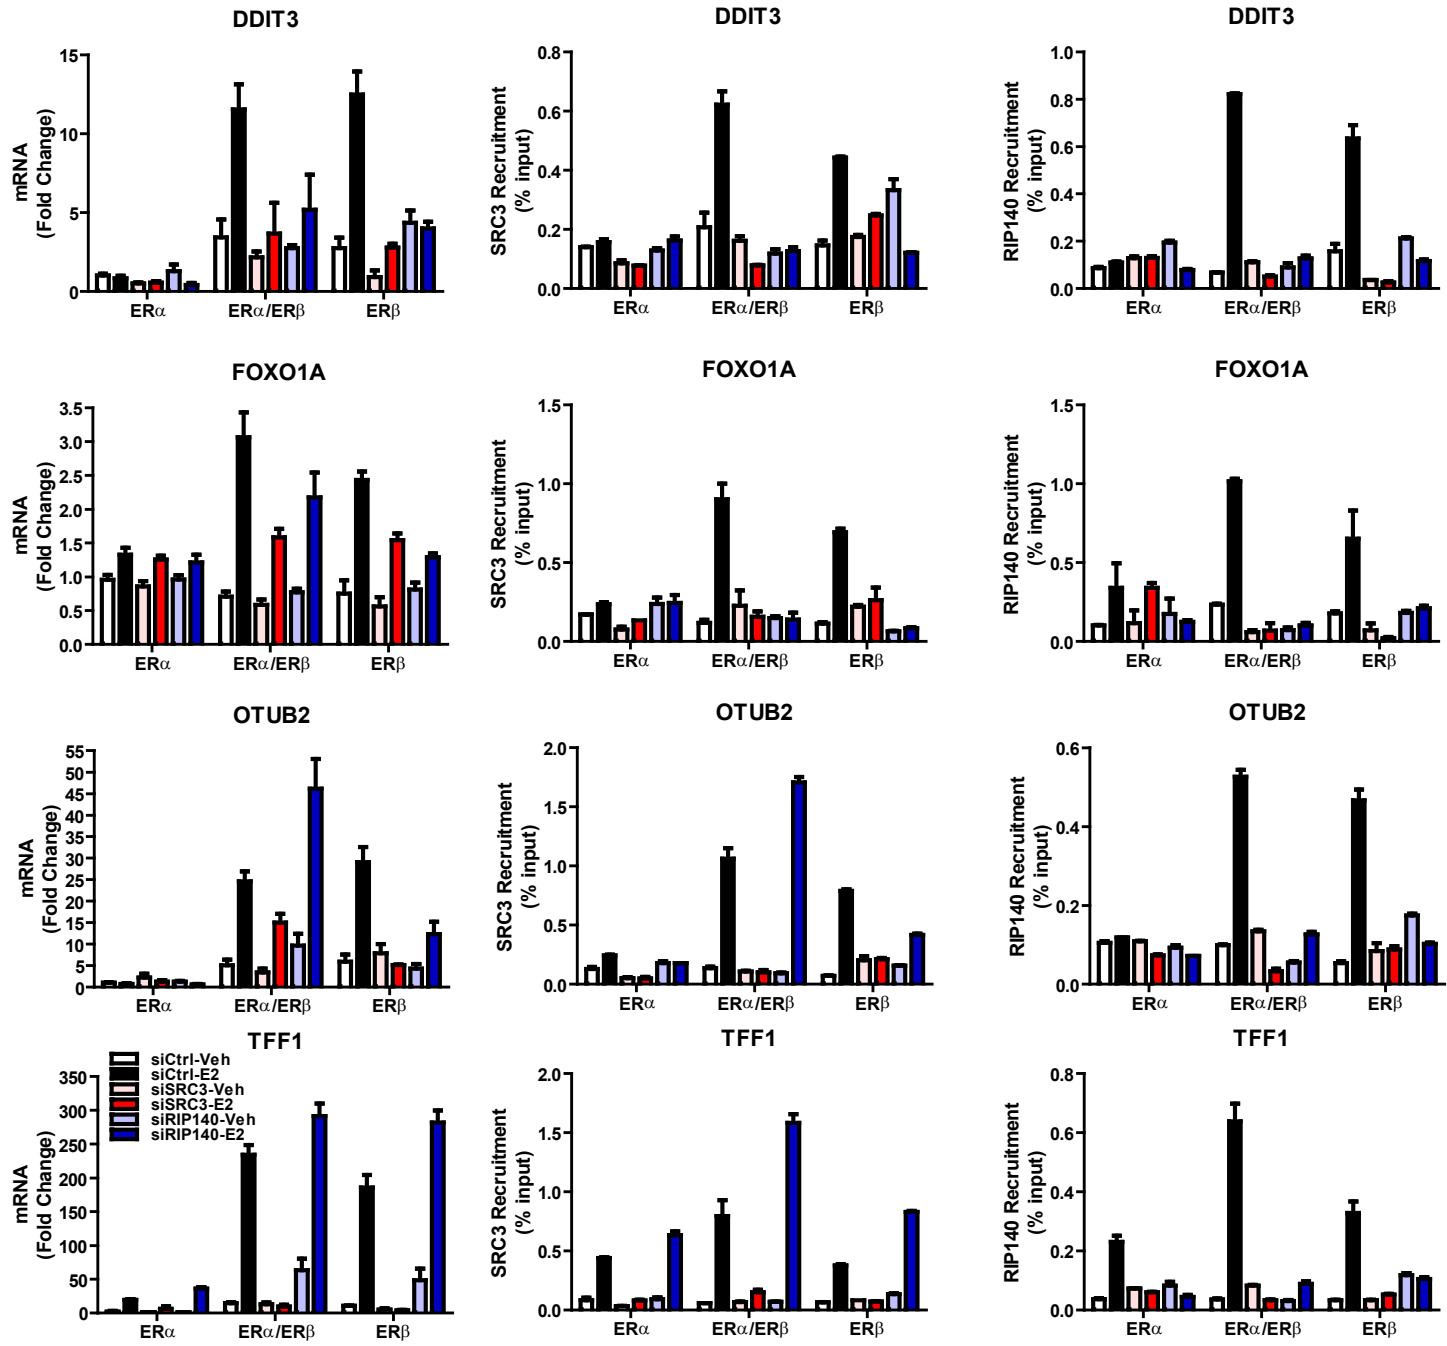 DDIT3
mRNA
(Fold Change)
15
10
5
0
ERα
ERα/ERβ
ERβ
DDIT3
SRC3 Recruitment
(% input)
0.8
0.6
0.4
0.2
0.0
ERα
ERα/ERβ
ERβ
DDIT3
RIP140 Recruitment
(% input)
1.0
0.8
0.6
0.4
0.2
0.0
ERα
ERα/ERβ
ERβ
FOXO1A
mRNA
(Fold Change)
3.5
3.0
2.5
2.0
1.5
1.0
0.5
0.0
ERα
ERα/ERβ
ERβ
FOXO1A
SRC3 Recruitment
(% input)
1.5
1.0
0.5
0.0
ERα
ERα/ERβ
ERβ
FOXO1A
RIP140 Recruitment
(% input)
1.5
1.0
0.5
0.0
ERα
ERα/ERβ
ERβ
OTUB2
mRNA
(Fold Change)
55
50
45
40
35
30
25
20
15
10
5
0
ERα
ERα/ERβ
ERβ
OTUB2
SRC3 Recruitment
(% input)
2.0
1.5
1.0
0.5
0.0
ERα
ERα/ERβ
ERβ
OTUB2
RIP140 Recruitment
(% input)
0.6
0.4
0.2
0.0
ERα
ERα/ERβ
ERβ
TFF1
siCtrl-Veh
siCtrl-E2
siSRC3-Veh
siSRC3-E2
siRIP140-Veh
siRIP140-E2
mRNA
(Fold Change)
350
300
250
200
150
100
50
0
ERα
ERα/ERβ
ERβ
TFF1
SRC3 Recruitment
(% input)
2.0
1.5
1.0
0.5
0.0
ERα
ERα/ERβ
ERβ
TFF1
RIP140 Recruitment
(% input)
0.8
0.6
0.4
0.2
0.0
ERα
ERα/ERβ
ERβ